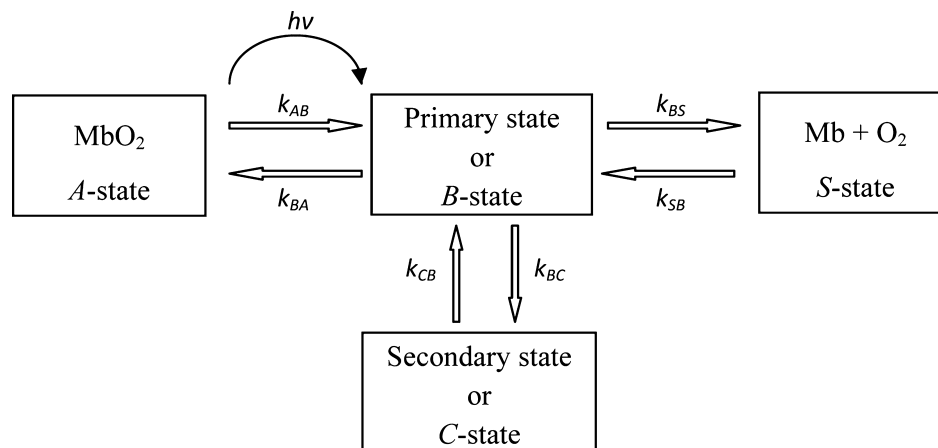 hν
MbO₂
A-state
k_AB
k_BA
Primary state
or
B-state
k_BS
k_SB
Mb + O₂
S-state
k_CB
k_BC
Secondary state
or
C-state